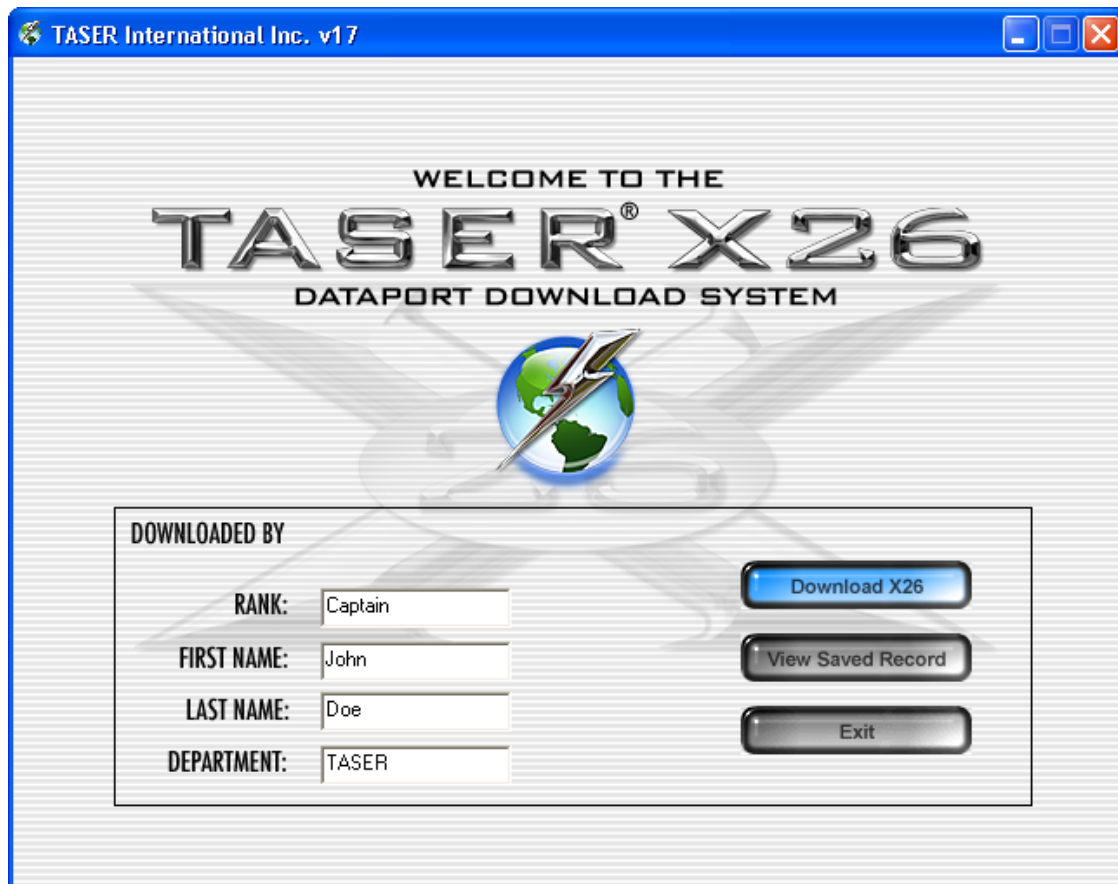 TASER International Inc. v17
WELCOME TO THE
TASER® X26
DATAPORT DOWNLOAD SYSTEM
DOWNLOADED BY
RANK: Captain
FIRST NAME: John
LAST NAME: Doe
DEPARTMENT: TASER
Download X26
View Saved Record
Exit